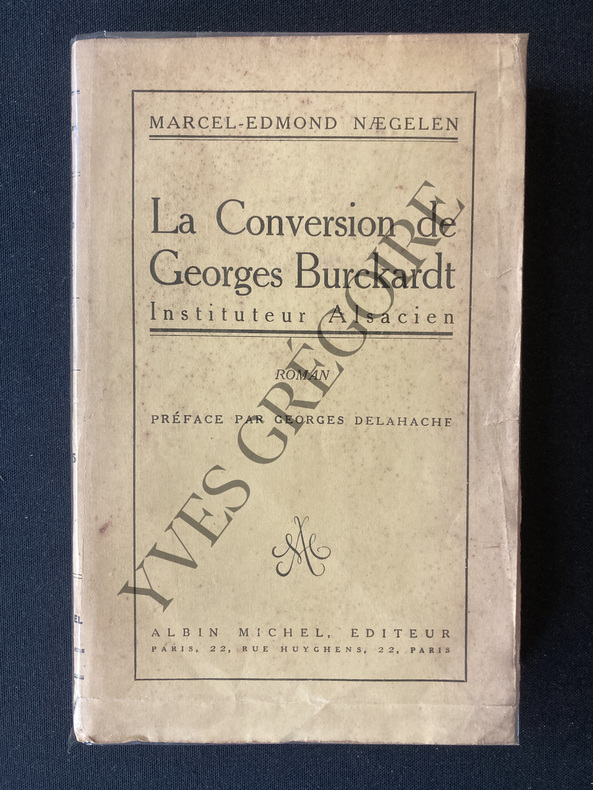 MARCEL-EDMOND NÆGELEN
La Conversion de
Georges Burckardt
Instituteur Alsacien
ROMAN
PRÉFACE PAR GEORGES DELAHACHE
ALBIN MICHEL, EDITEUR
PARIS, 22, RUE HUYGHENS, 22, PARIS
YVES GRÉGOIRE